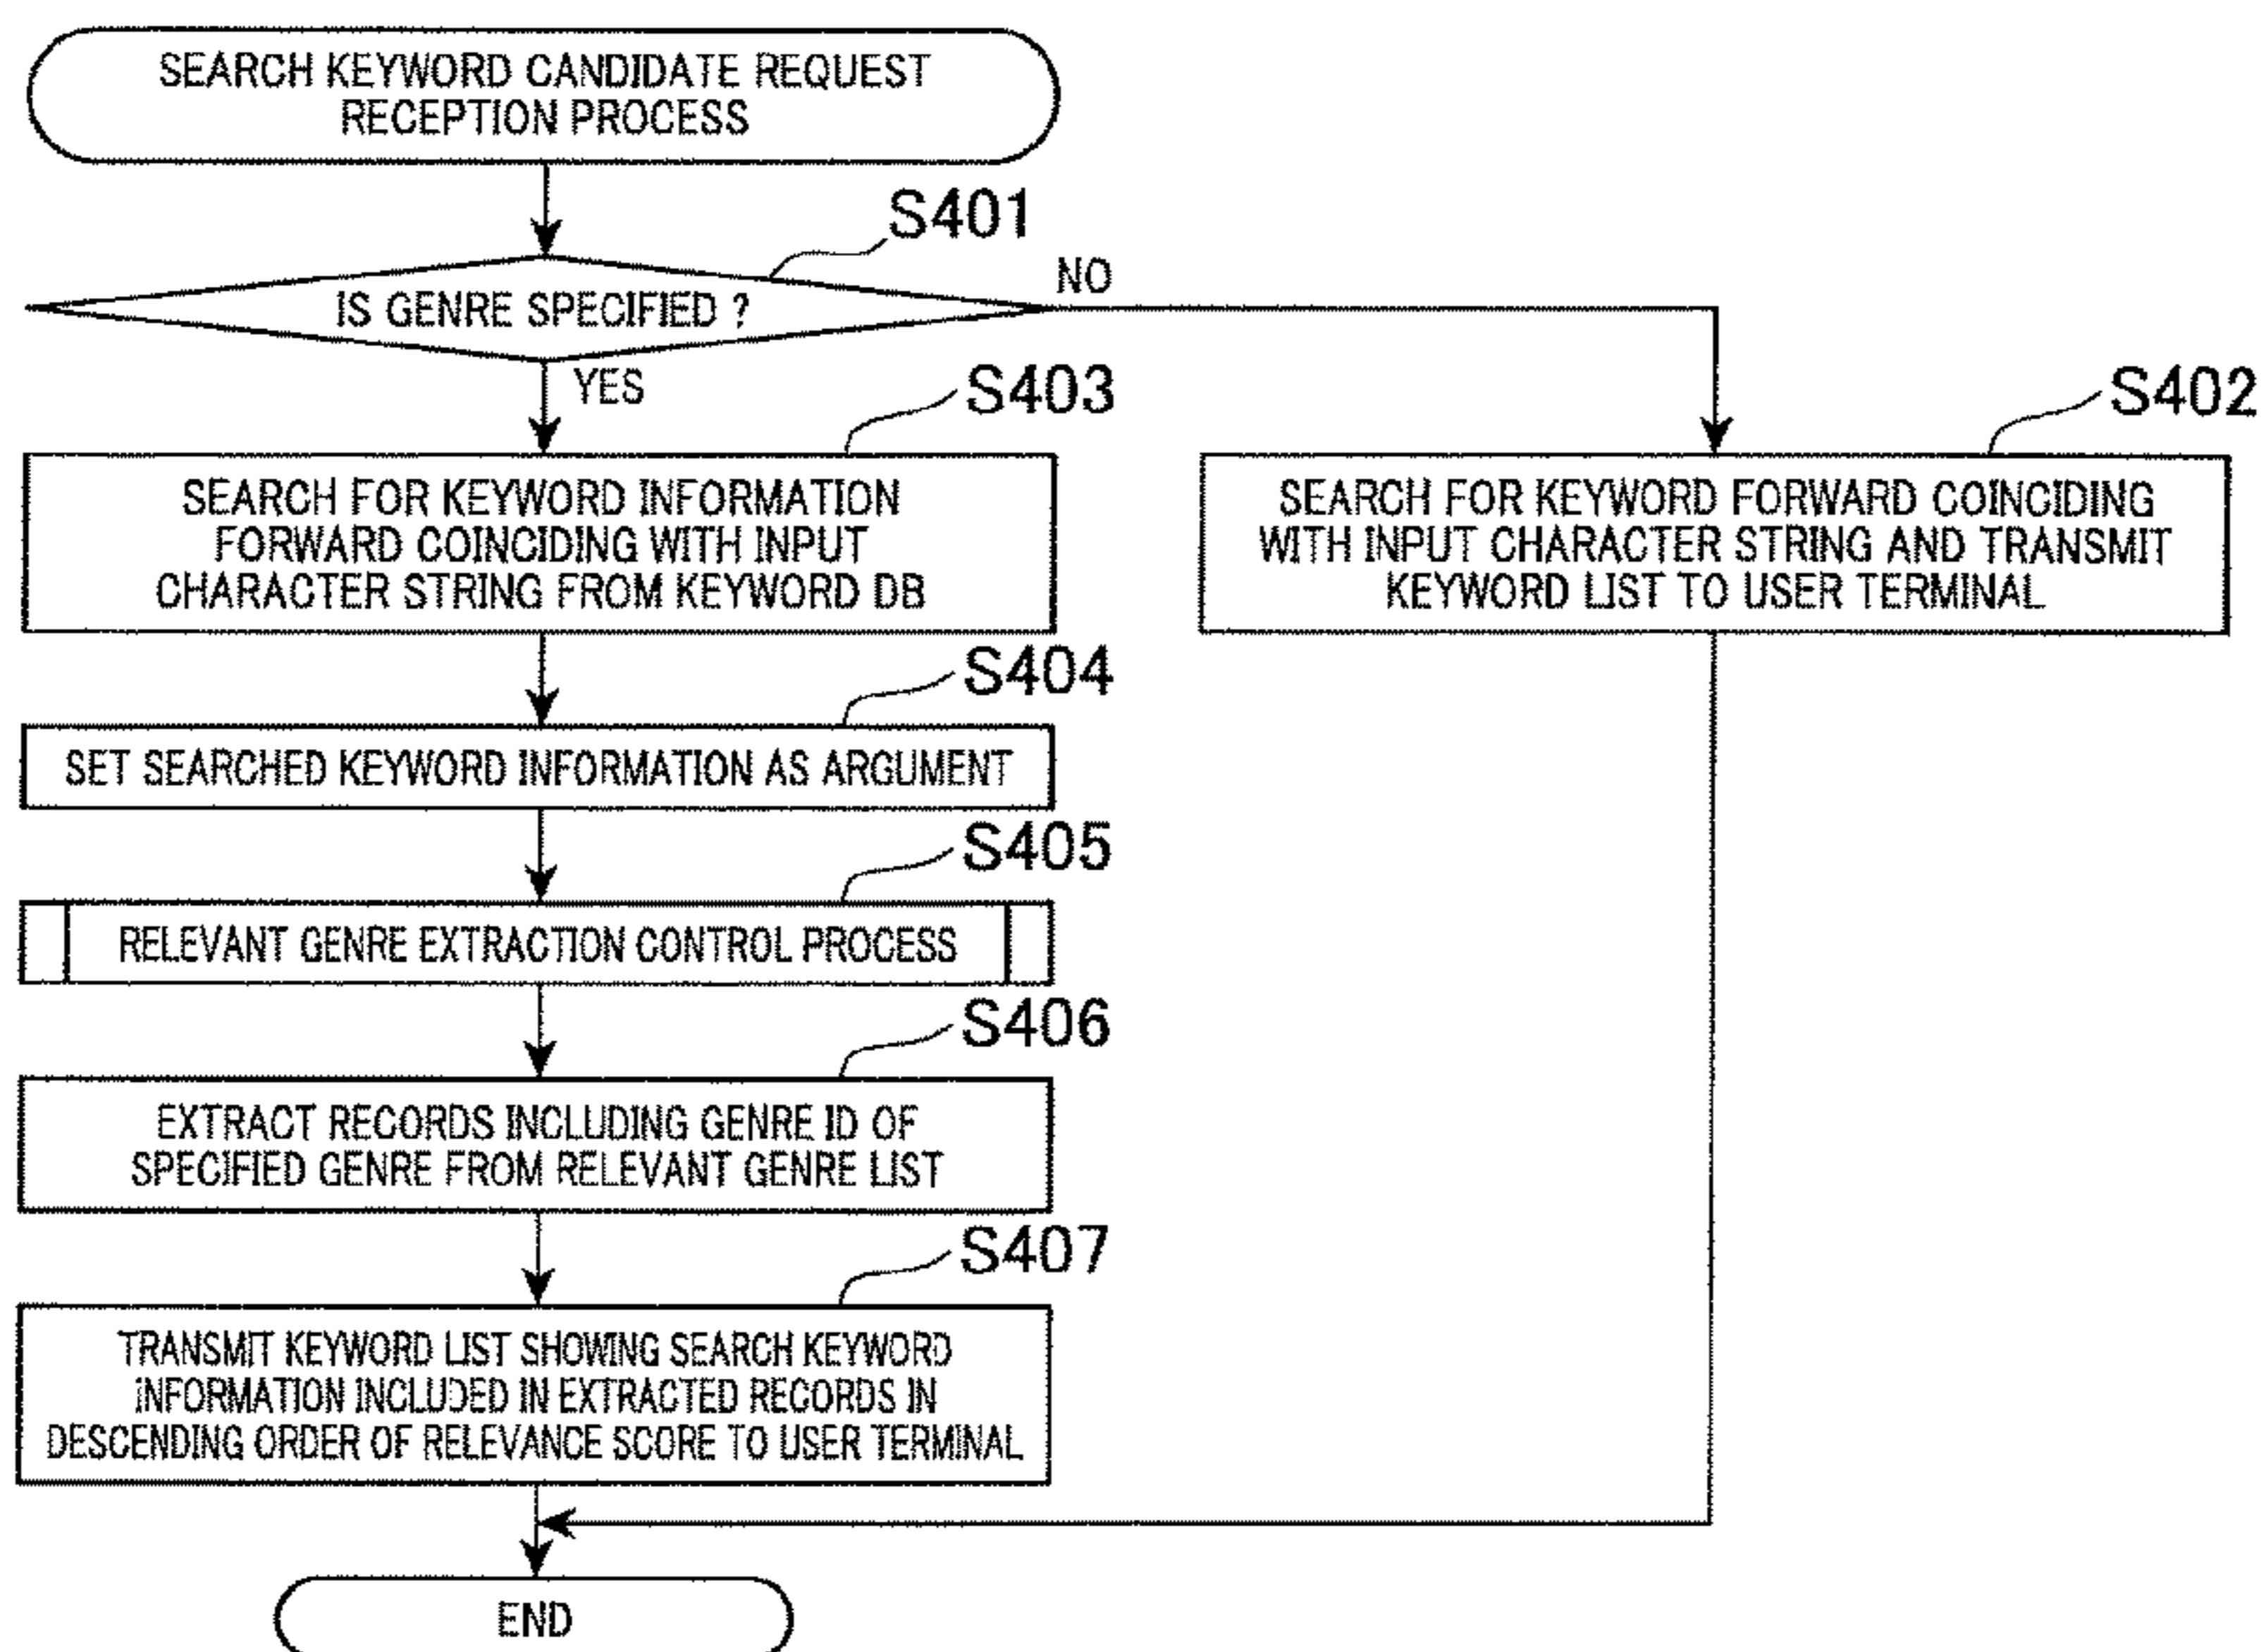 SEARCH KEYWORD CANDIDATE REQUEST
RECEPTION PROCESS
S401
IS GENRE SPECIFIED ?
NO
YES
S403
SEARCH FOR KEYWORD INFORMATION
FORWARD COINCIDING WITH INPUT
CHARACTER STRING FROM KEYWORD DB
S402
SEARCH FOR KEYWORD FORWARD COINCIDING
WITH INPUT CHARACTER STRING AND TRANSMIT
KEYWORD LIST TO USER TERMINAL
S404
SET SEARCHED KEYWORD INFORMATION AS ARGUMENT
S405
RELEVANT GENRE EXTRACTION CONTROL PROCESS
S406
EXTRACT RECORDS INCLUDING GENRE ID OF
SPECIFIED GENRE FROM RELEVANT GENRE LIST
S407
TRANSMIT KEYWORD LIST SHOWING SEARCH KEYWORD
INFORMATION INCLUDED IN EXTRACTED RECORDS IN
DESCENDING ORDER OF RELEVANCE SCORE TO USER TERMINAL
END